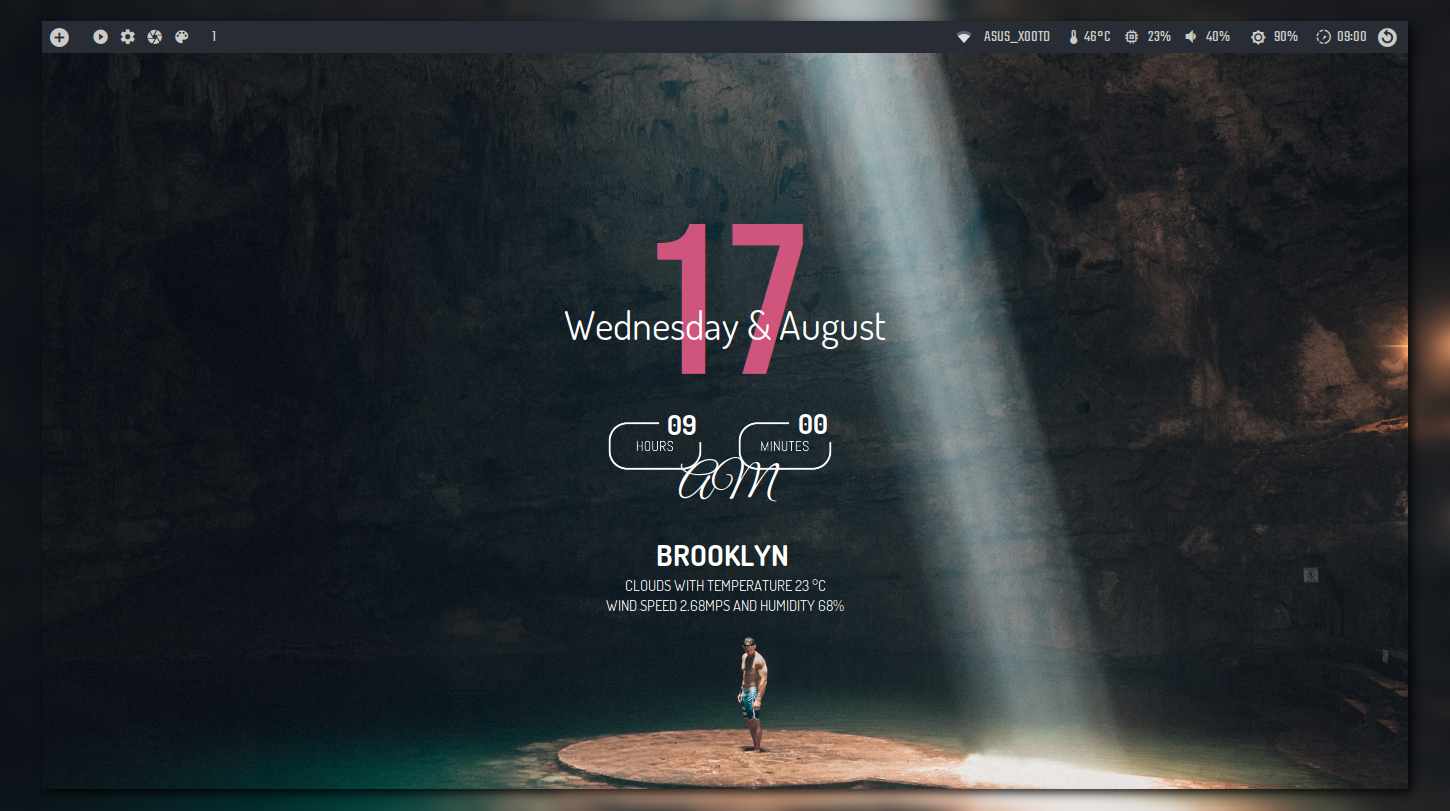 1 ASUS_X00TD 46°C 23% 40% 90% 09:00
17
Wednesday & August
09 00
HOURS MINUTES
AM
BROOKLYN
CLOUDS WITH TEMPERATURE 23 °C
WIND SPEED 2.68MPS AND HUMIDITY 68%